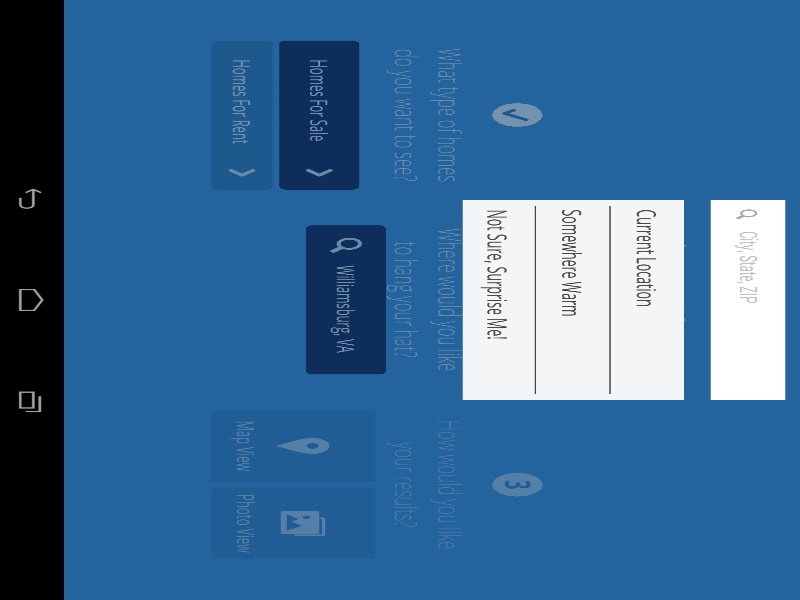 City, State, ZIP
Current Location
Somewhere Warm
Not Sure, Surprise Me!
What type of homes
do you want to see?
Homes For Sale
Homes For Rent
Where would you like
to hang your hat?
Williamsburg, VA
3
How would you like
your results?
Map View
Photo View